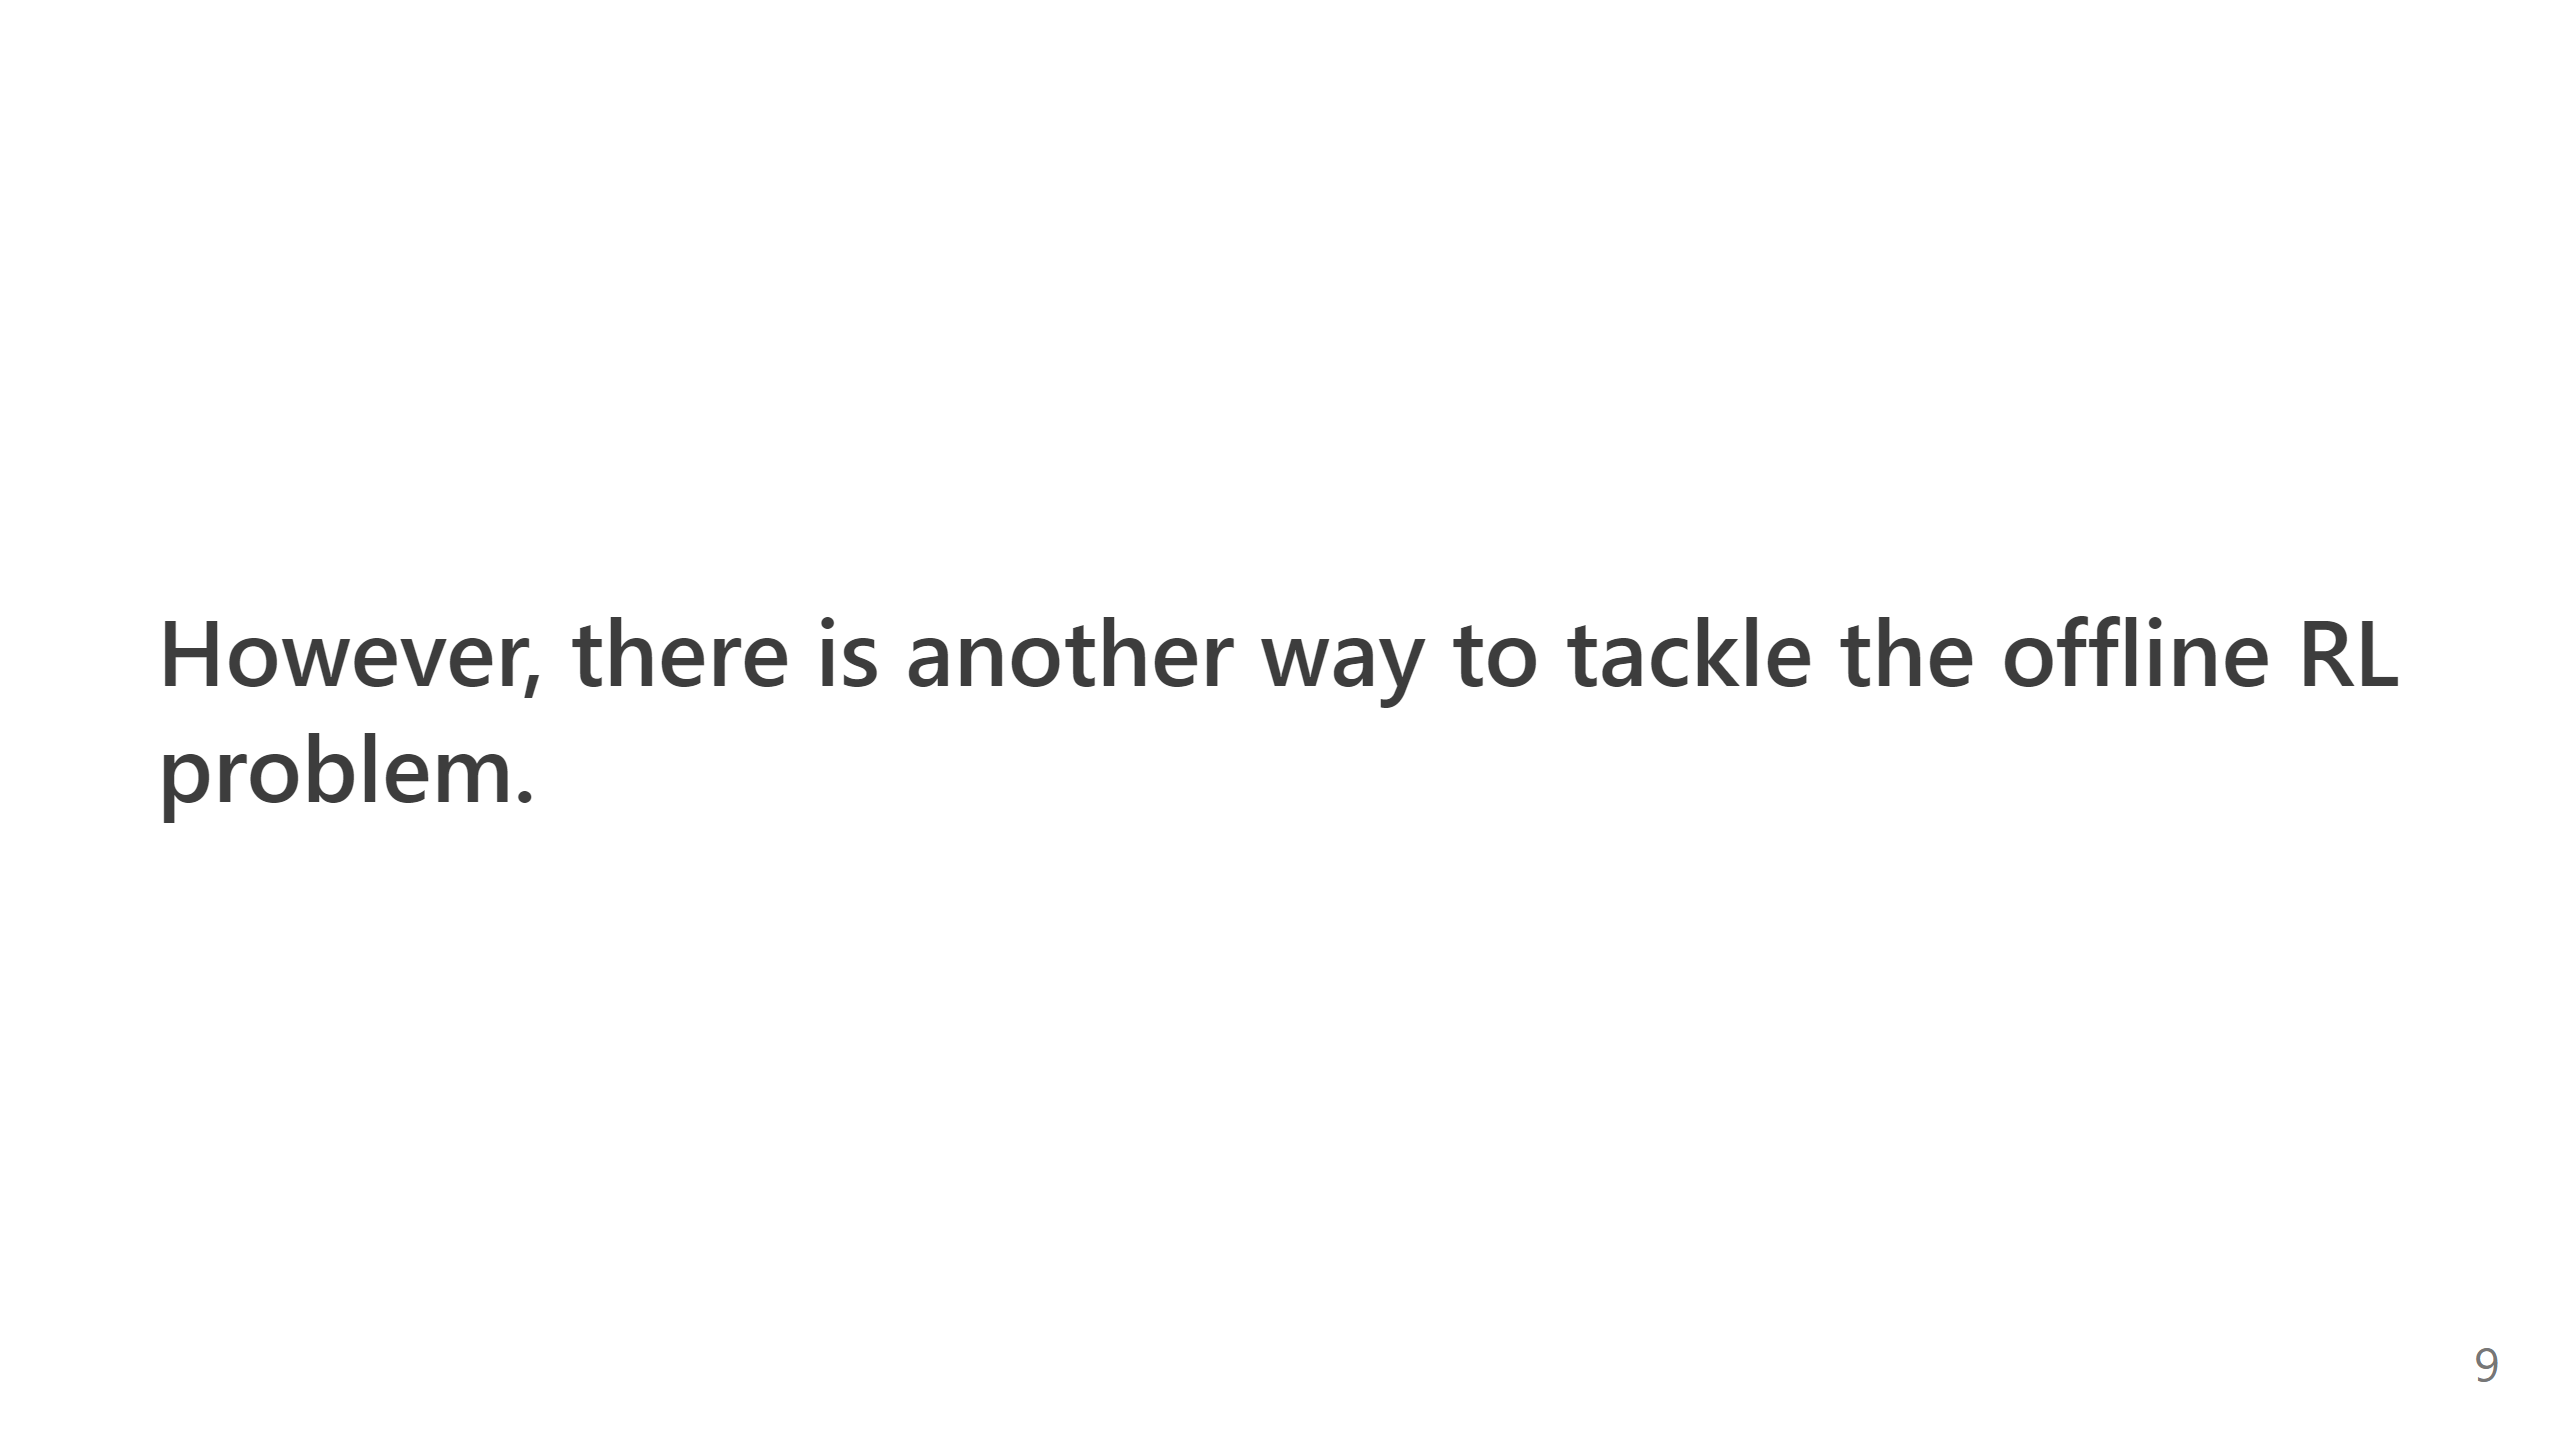 However, there is another way to tackle the offline RL
problem.
9